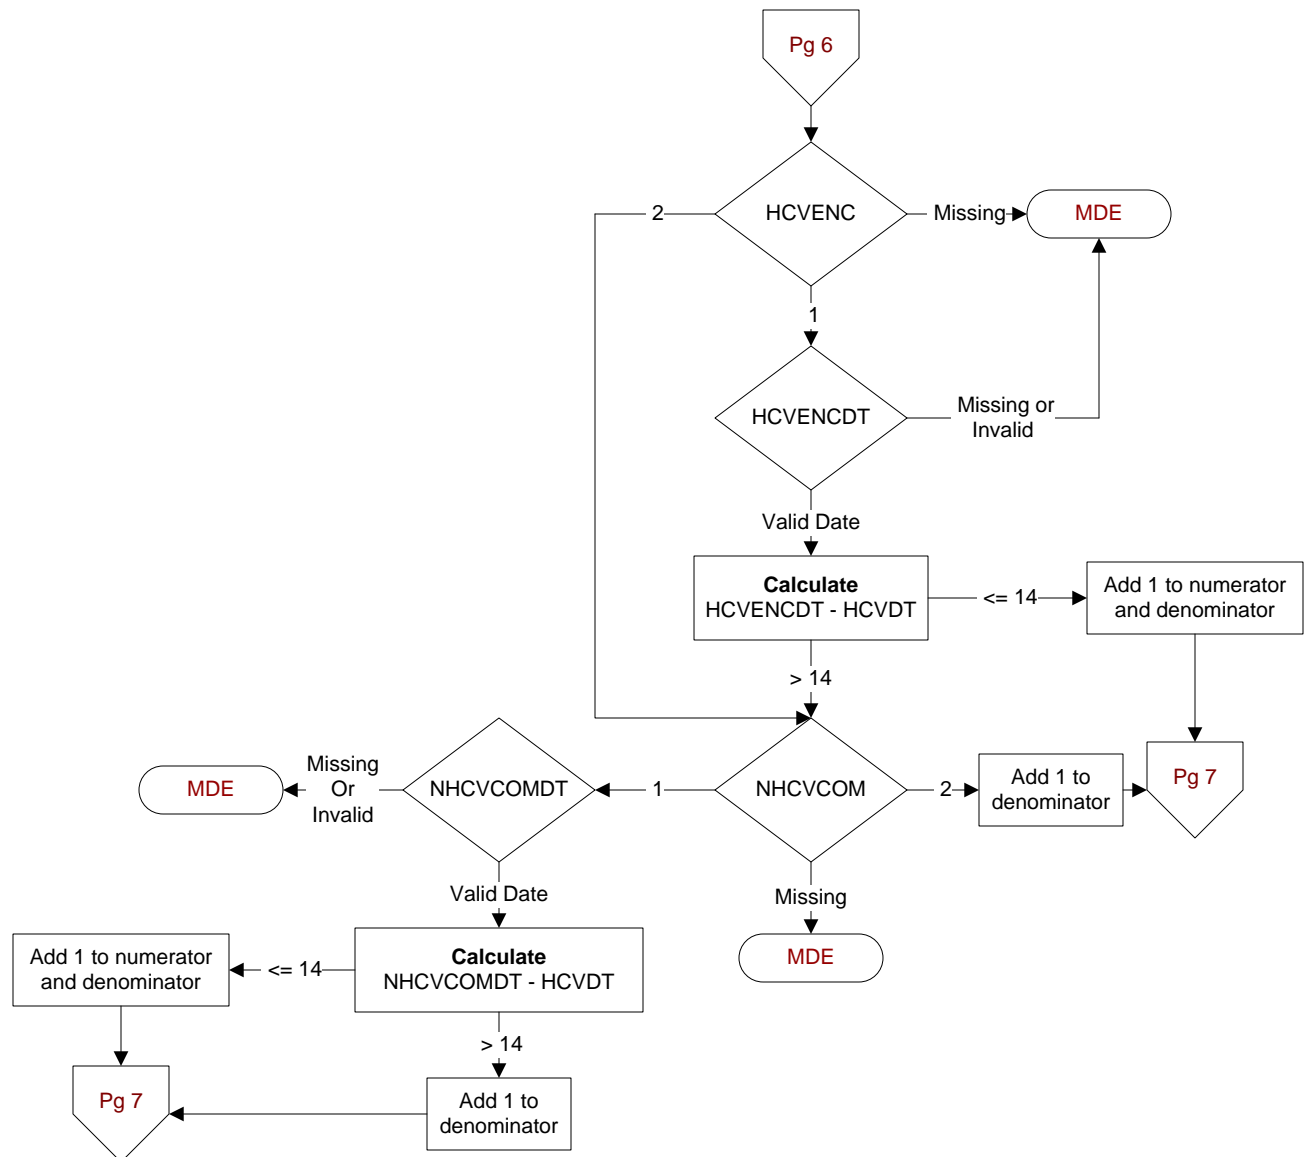 Pg 6
HCVENC
2
Missing
MDE
1
HCVENCDT
Missing or
Invalid
Valid Date
Calculate
HCVENCDT - HCVDT
<= 14
Add 1 to numerator
and denominator
> 14
MDE
Missing
Or
Invalid
NHCVCOMDT
1
NHCVCOM
2
Add 1 to
denominator
Pg 7
Valid Date
Missing
MDE
Add 1 to numerator
and denominator
<= 14
Calculate
NHCVCOMDT - HCVDT
> 14
Pg 7
Add 1 to
denominator